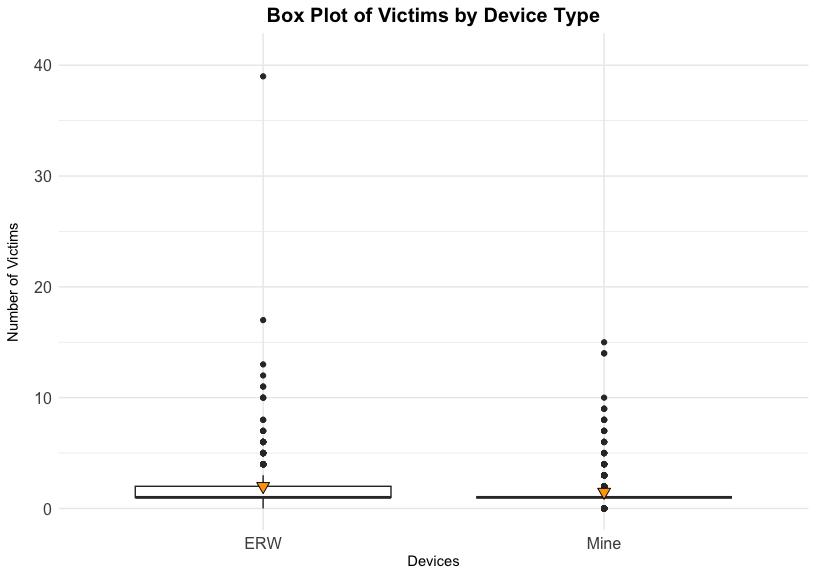 Box Plot of Victims by Device Type
40
30
20
10
0
Number of Victims
ERW
Mine
Devices